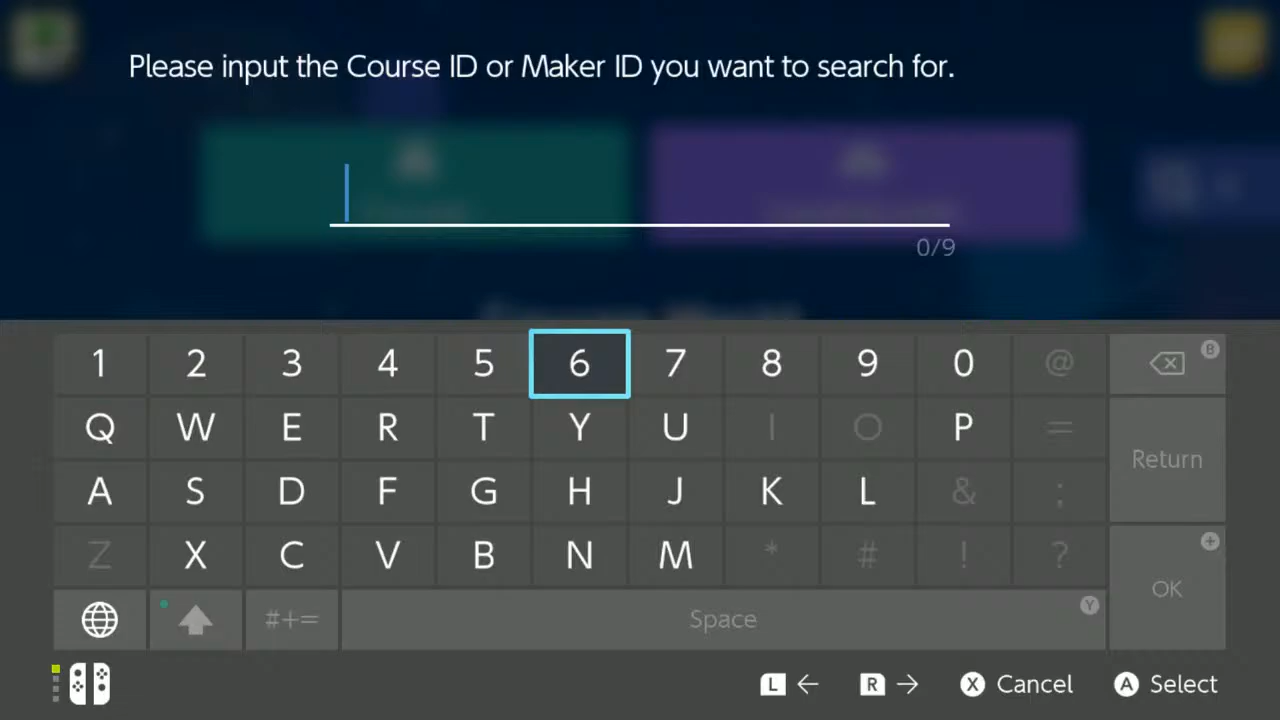 Please input the Course ID or Maker ID you want to search for.
0/9
1 2 3 4 5 6 7 8 9 0 @ B
Q W E R T Y U I O P =
Return
A S D F G H J K L & ;
Z X C V B N M * # ! ? +
OK
#+= Space Y
L ← R → X Cancel A Select